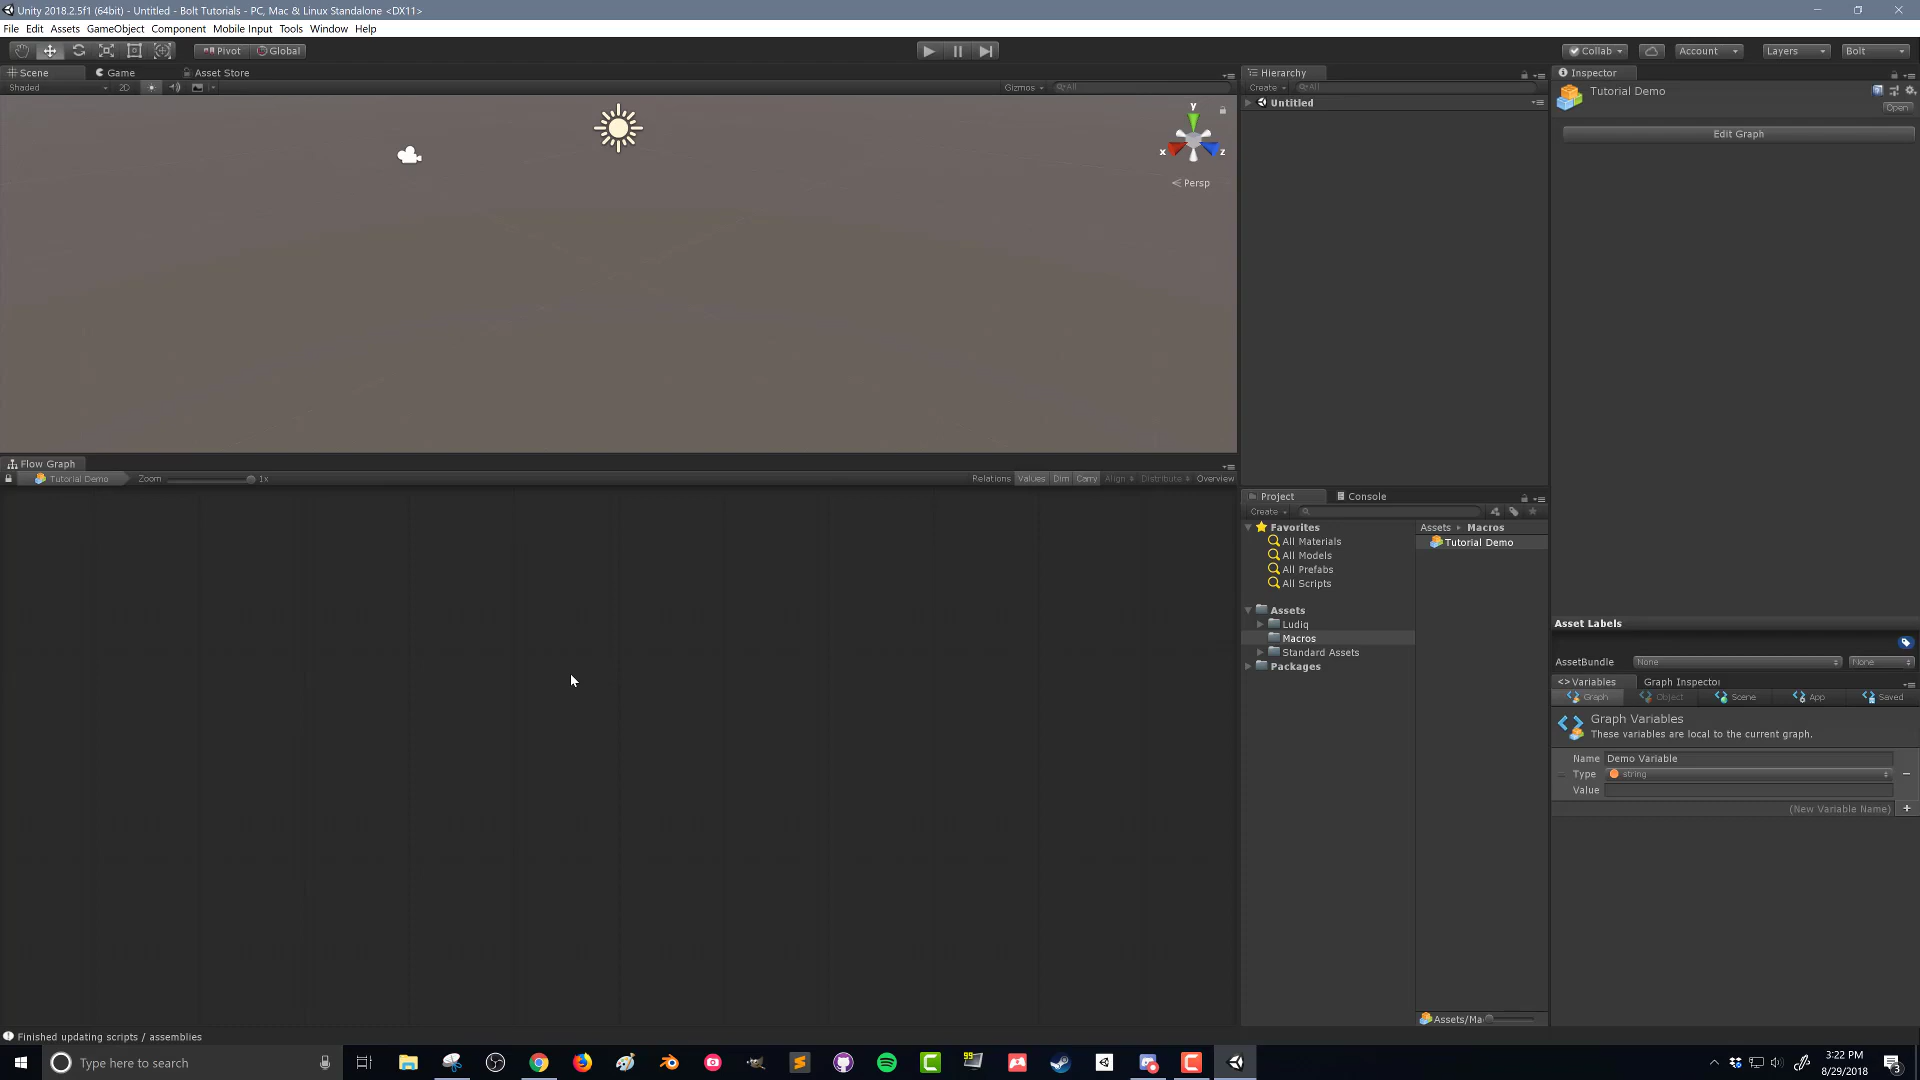 Unity 2018.2.5f1 (64bit) - Untitled - Bolt Tutorials - PC, Mac & Linux Standalone <DX11>
File Edit Assets GameObject Component Mobile Input Tools Window Help
Pivot Global Collab Account Layers Bolt
Scene Game Asset Store
Shaded 2D Gizmos All
y
x z
Persp
Hierarchy
Create All
Untitled
Inspector
Tutorial Demo
Open
Edit Graph
Flow Graph
Tutorial Demo Zoom 1x Relations Values Dim Carry Align Distribute Overview
Project Console
Create
Favorites
All Materials
All Models
All Prefabs
All Scripts
Assets
Ludiq
Macros
Standard Assets
Packages
Assets Macros
Tutorial Demo
Assets/Ma
Asset Labels
AssetBundle None None
<> Variables Graph Inspector
Graph Object Scene App Saved
Graph Variables
These variables are local to the current graph.
Name Demo Variable
Type string
Value
(New Variable Name)
Finished updating scripts / assemblies
Type here to search
99
3:22 PM
8/29/2018
3